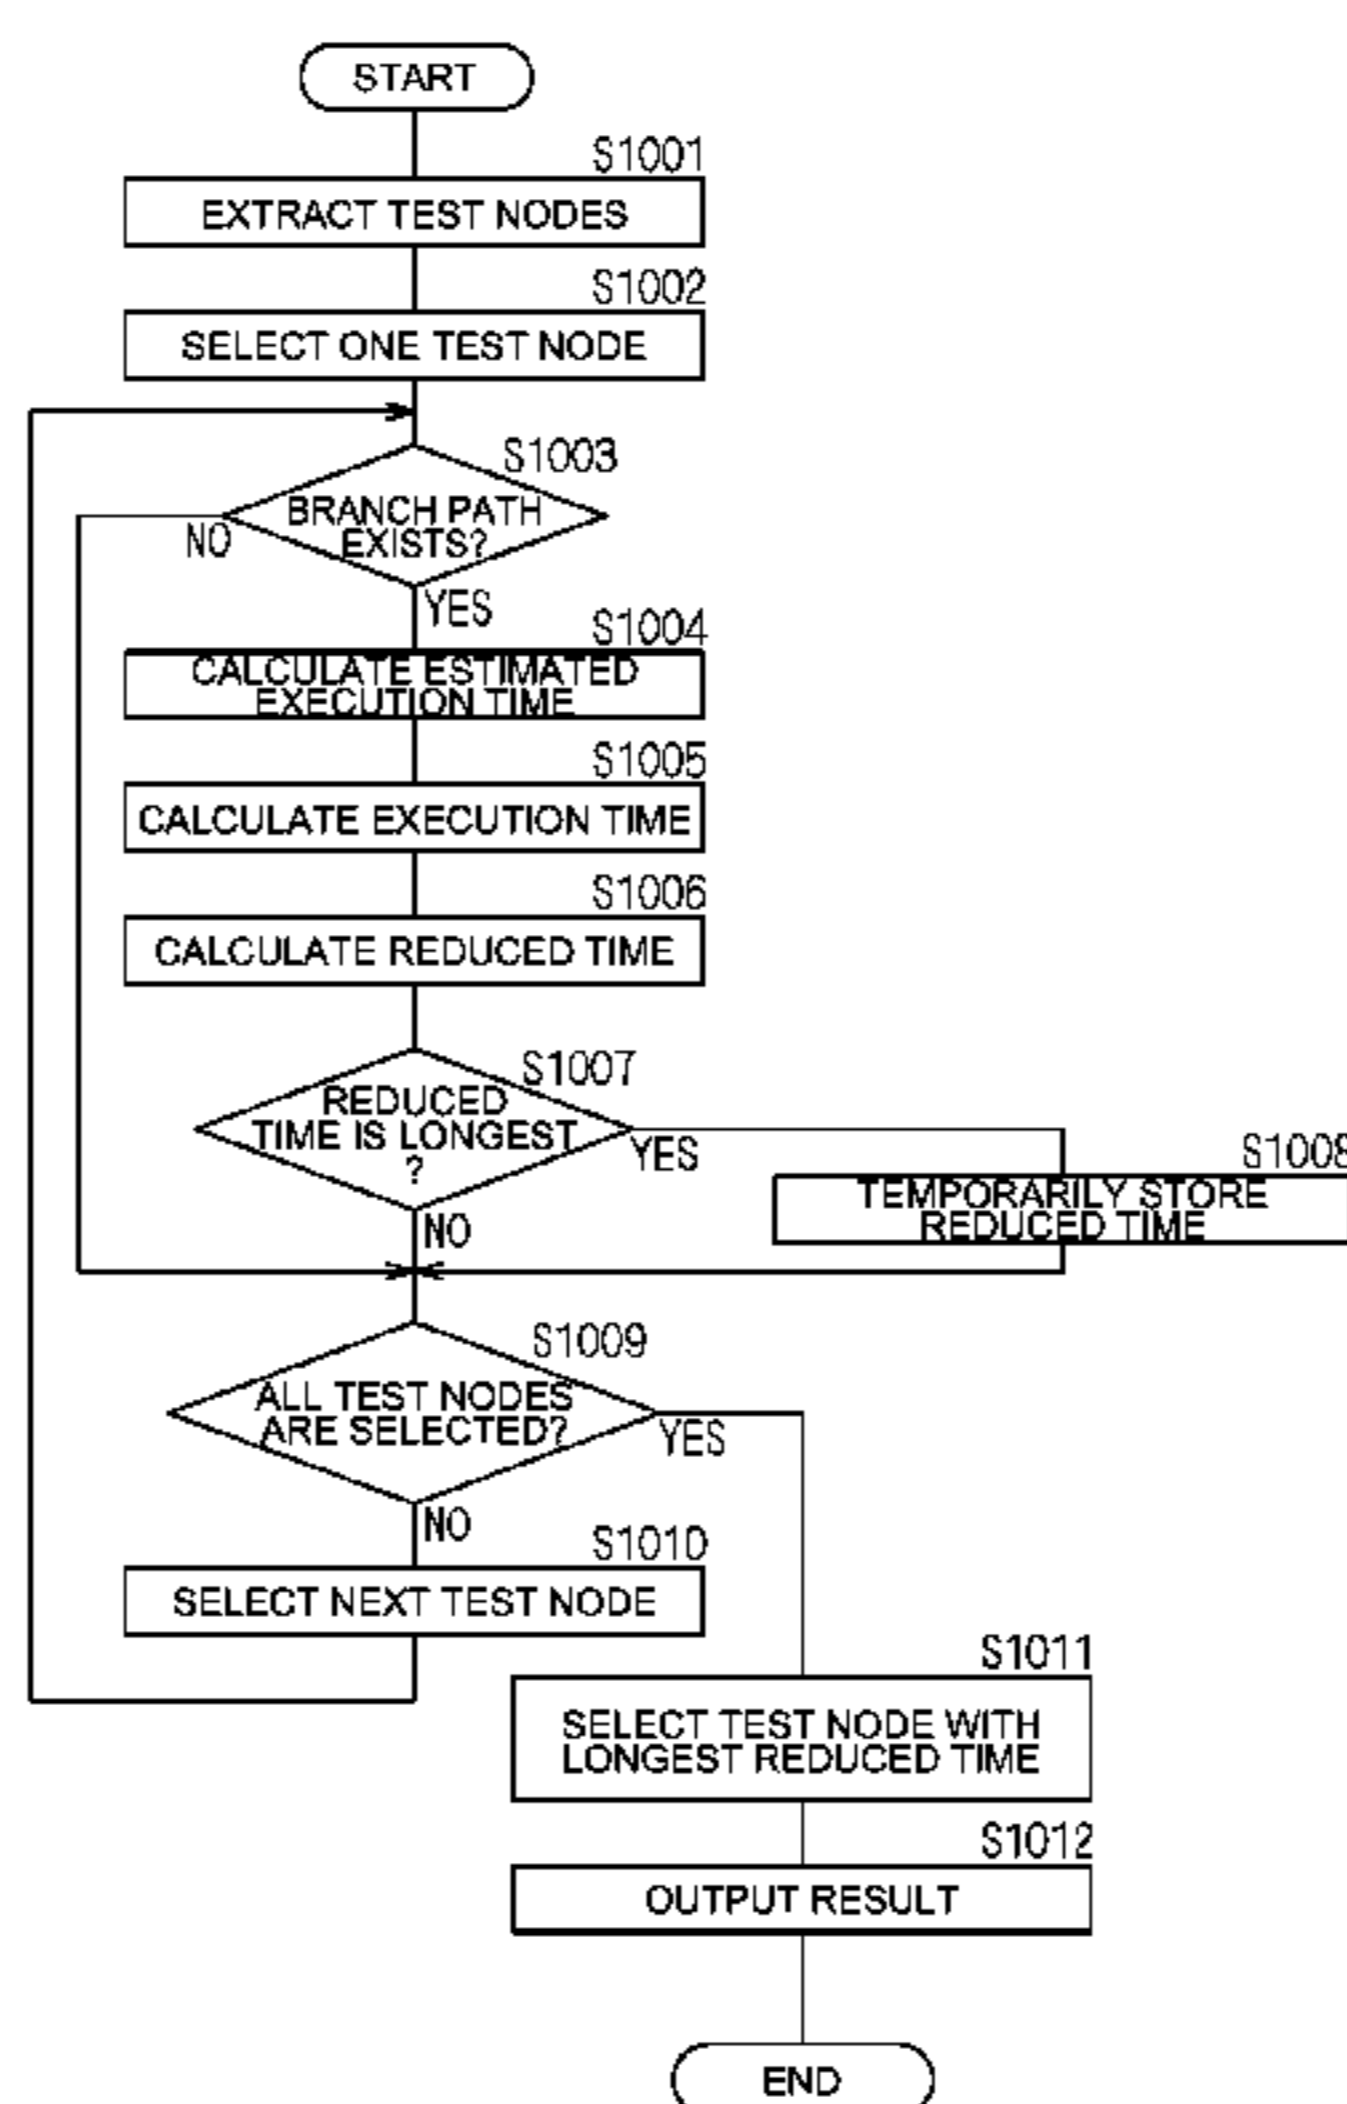 START
S1001
EXTRACT TEST NODES
S1002
SELECT ONE TEST NODE
S1003
BRANCH PATH
EXISTS?
NO
YES
S1004
CALCULATE ESTIMATED
EXECUTION TIME
S1005
CALCULATE EXECUTION TIME
S1006
CALCULATE REDUCED TIME
S1007
REDUCED
TIME IS LONGEST
?
YES
NO
S1008
TEMPORARILY STORE
REDUCED TIME
S1009
ALL TEST NODES
ARE SELECTED?
YES
NO
S1010
SELECT NEXT TEST NODE
S1011
SELECT TEST NODE WITH
LONGEST REDUCED TIME
S1012
OUTPUT RESULT
END